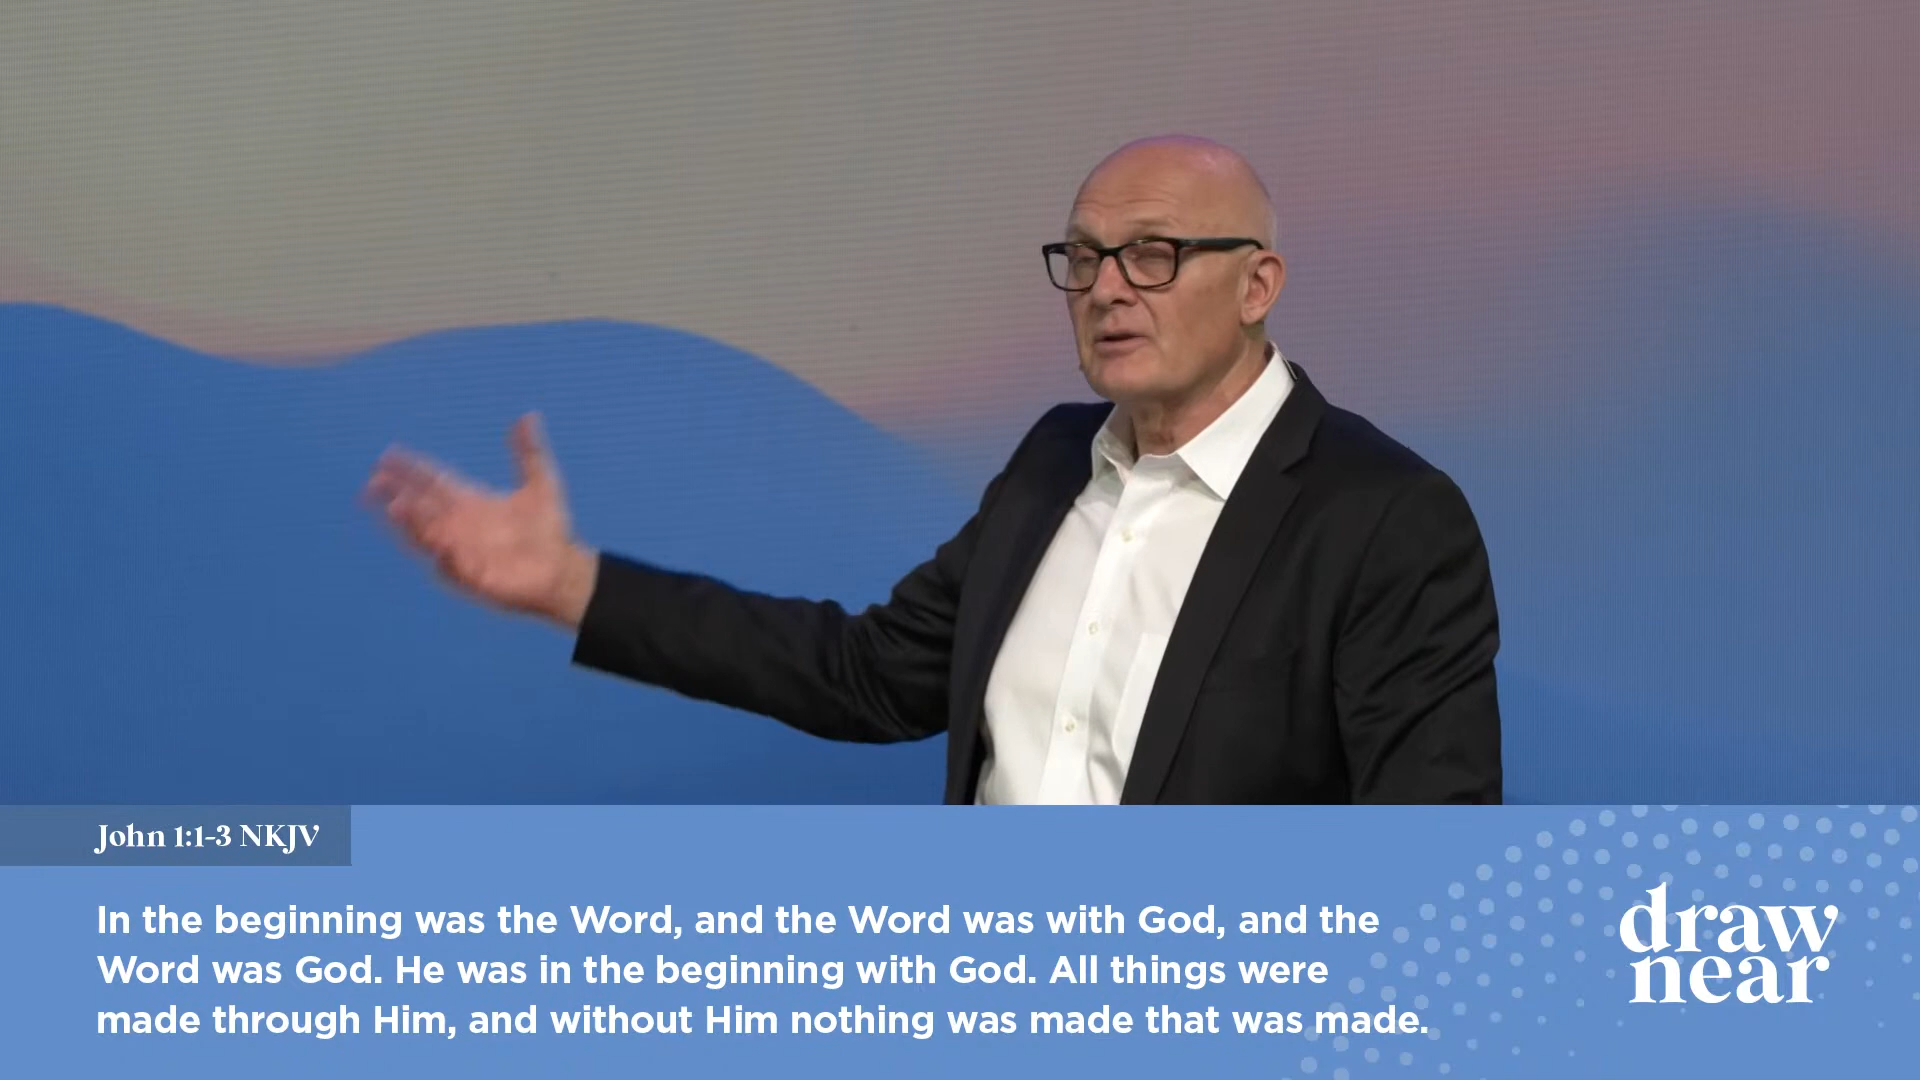 John 1:1-3 NKJV
In the beginning was the Word, and the Word was with God, and the
Word was God. He was in the beginning with God. All things were
made through Him, and without Him nothing was made that was made.
draw
near